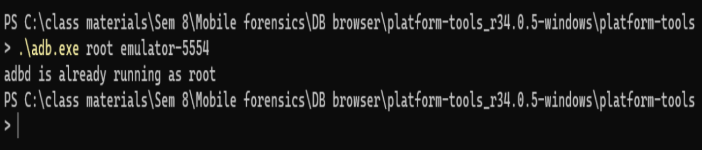 PS C:\class materials\Sem 8\Mobile forensics\DB browser\platform-tools_r34.0.5-windows\platform-tools
> .\adb.exe root emulator-5554
adbd is already running as root
PS C:\class materials\Sem 8\Mobile forensics\DB browser\platform-tools_r34.0.5-windows\platform-tools
>